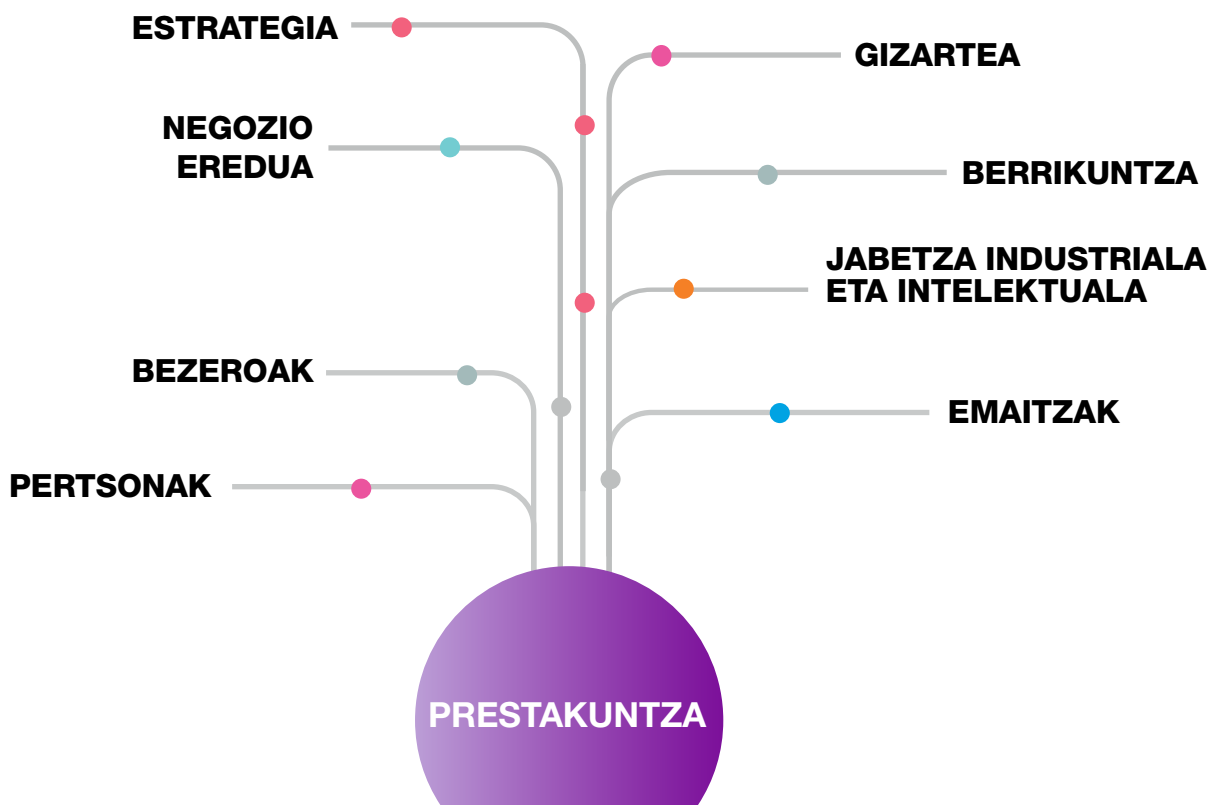 ESTRATEGIA
GIZARTEA
NEGOZIO
EREDUA
BERRIKUNTZA
JABETZA INDUSTRIALA
ETA INTELEKTUALA
BEZEROAK
EMAITZAK
PERTSONAK
PRESTAKUNTZA